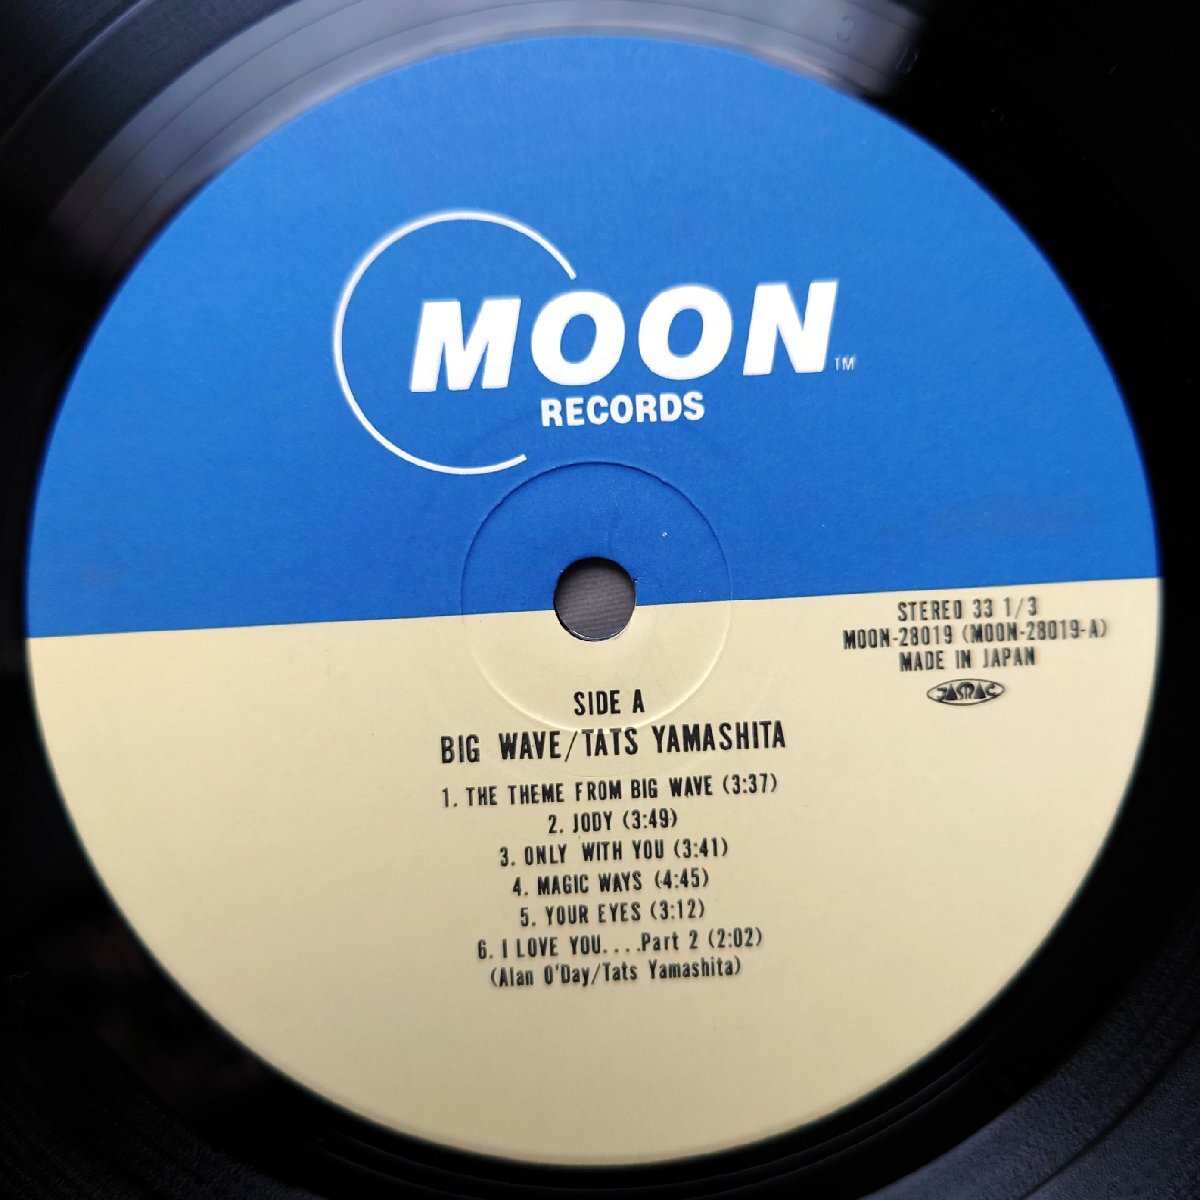 MOON TM
RECORDS
STEREO 33 1/3
MOON-28019 (MOON-28019-A)
MADE IN JAPAN
JASRAC
SIDE A
BIG WAVE/TATS YAMASHITA
1. THE THEME FROM BIG WAVE (3:37)
2. JODY (3:49)
3. ONLY WITH YOU (3:41)
4. MAGIC WAYS (4:45)
5. YOUR EYES (3:12)
6. I LOVE YOU....Part 2 (2:02)
(Alan O'Day/Tats Yamashita)